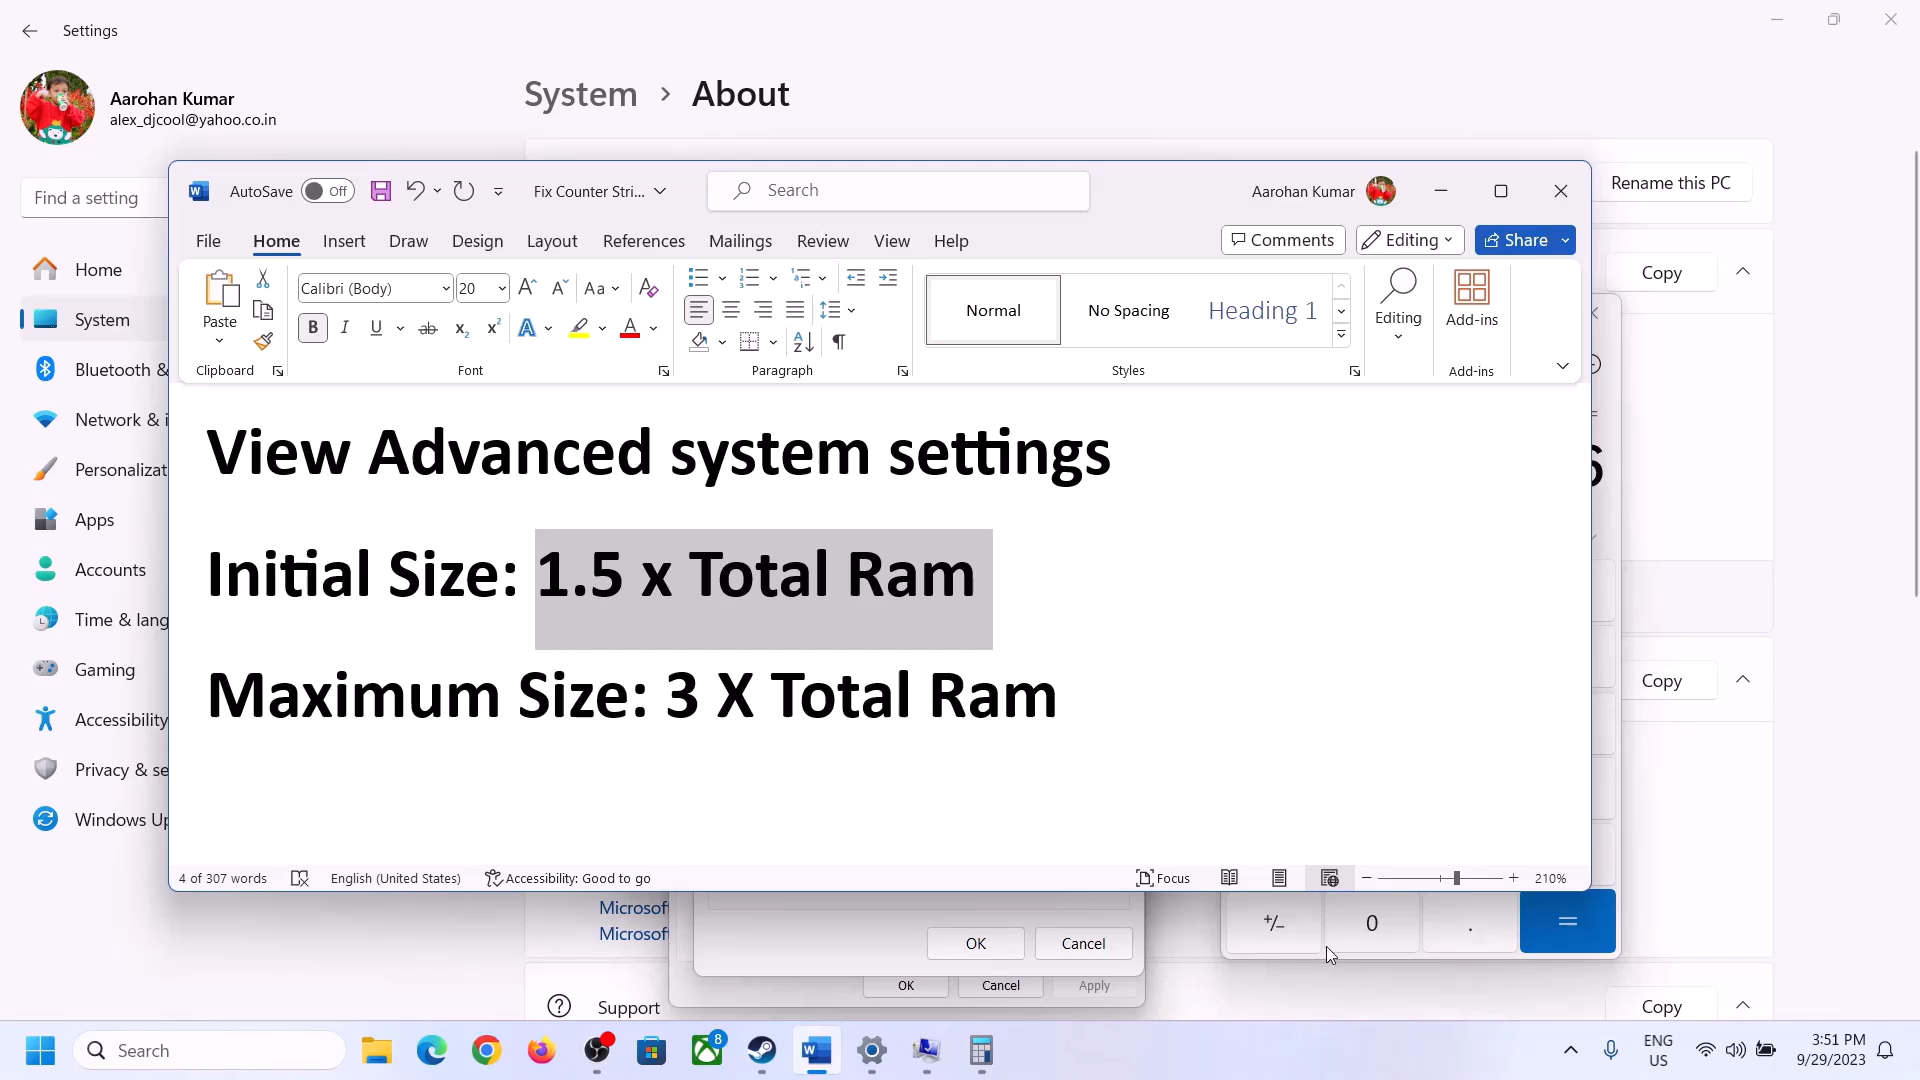 Settings
Aarohan Kumar
alex_djcool@yahoo.co.in
System > About
Find a setting
Home
System
Bluetooth &
Network & i
Personalizat
Apps
Accounts
Time & lang
Gaming
Accessibility
Privacy & se
Windows Up
Rename this PC
Copy
Copy
Copy
AutoSave Off
Fix Counter Stri...
Search
Aarohan Kumar
File Home Insert Draw Design Layout References Mailings Review View Help
Comments Editing Share
Paste
Calibri (Body) 20
Normal No Spacing Heading 1
Editing
Add-ins
Clipboard Font Paragraph Styles Add-ins
View Advanced system settings
Initial Size: 1.5 x Total Ram
Maximum Size: 3 X Total Ram
4 of 307 words English (United States) Accessibility: Good to go Focus 210%
Microsof
Microsof
OK Cancel
OK Cancel Apply
+/- 0 . =
Support
Search
8
ENG
US
3:51 PM
9/29/2023